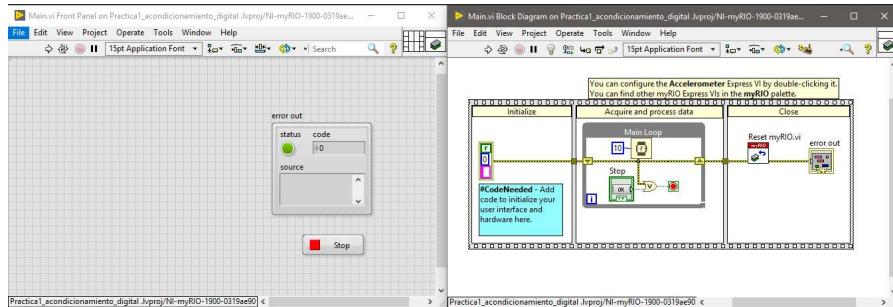 Main.vi Front Panel on Practica1_acondicionamiento_digital .lvproj/NI-myRIO-1900-0319ae...
File Edit View Project Operate Tools Window Help
15pt Application Font
Search
error out
status code
0
source
Stop
Practica1_acondicionamiento_digital .lvproj/NI-myRIO-1900-0319ae90
Main.vi Block Diagram on Practica1_acondicionamiento_digital .lvproj/NI-myRIO-1900-0319ae...
File Edit View Project Operate Tools Window Help
15pt Application Font
You can configure the Accelerometer Express VI by double-clicking it.
You can find other myRIO Express VIs in the myRIO palette.
Initialize
Acquire and process data
Close
Main Loop
10
Stop
OK
TF
i
F
0
#CodeNeeded - Add
code to initialize your
user interface and
hardware here.
Reset myRIO.vi
myRIO
error out
Practica1_acondicionamiento_digital .lvproj/NI-myRIO-1900-0319ae90